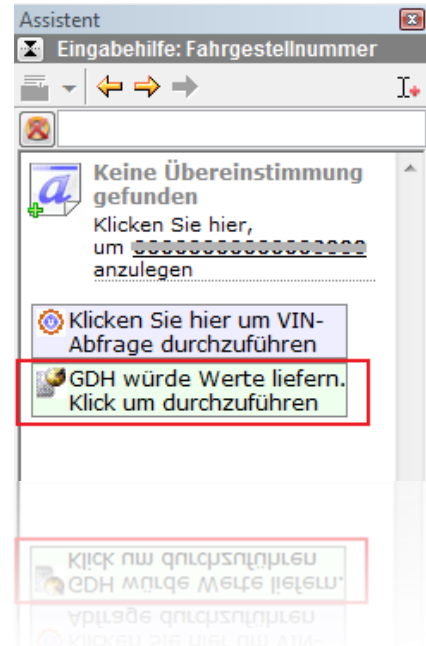 Assistent
Eingabehilfe: Fahrgestellnummer
Keine Übereinstimmung
gefunden
Klicken Sie hier,
um
anzulegen
Klicken Sie hier um VIN-
Abfrage durchzuführen
GDH würde Werte liefern.
Klick um durchzuführen